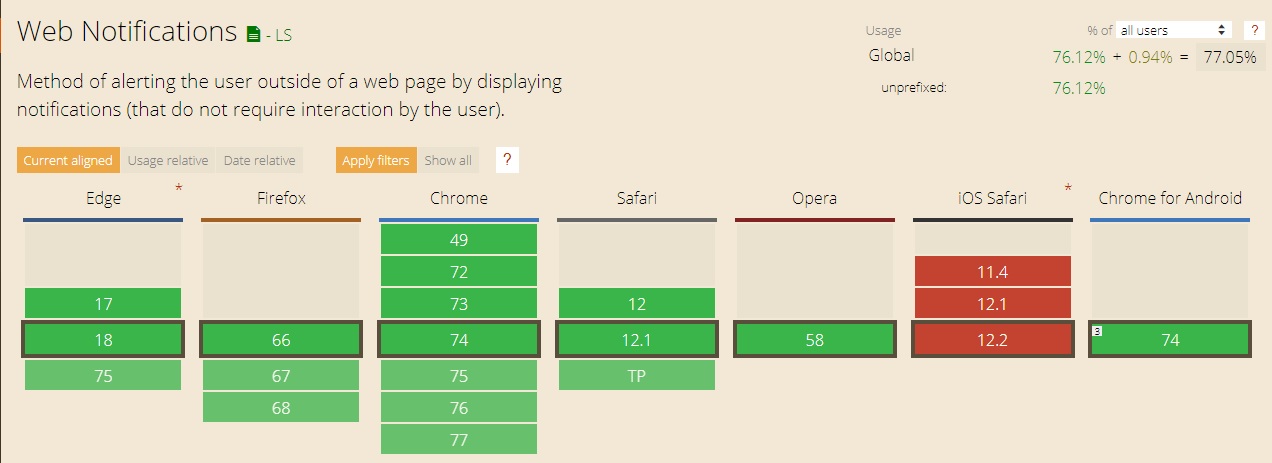 Web Notifications - LS
Usage % of all users ?
Global 76.12% + 0.94% = 77.05%
unprefixed: 76.12%
Method of alerting the user outside of a web page by displaying
notifications (that do not require interaction by the user).
Current aligned Usage relative Date relative Apply filters Show all ?
Edge * Firefox Chrome Safari Opera iOS Safari * Chrome for Android
49
72 11.4
17 73 12 12.1
18 66 74 12.1 58 12.2 3 74
75 67 75 TP
68 76
77